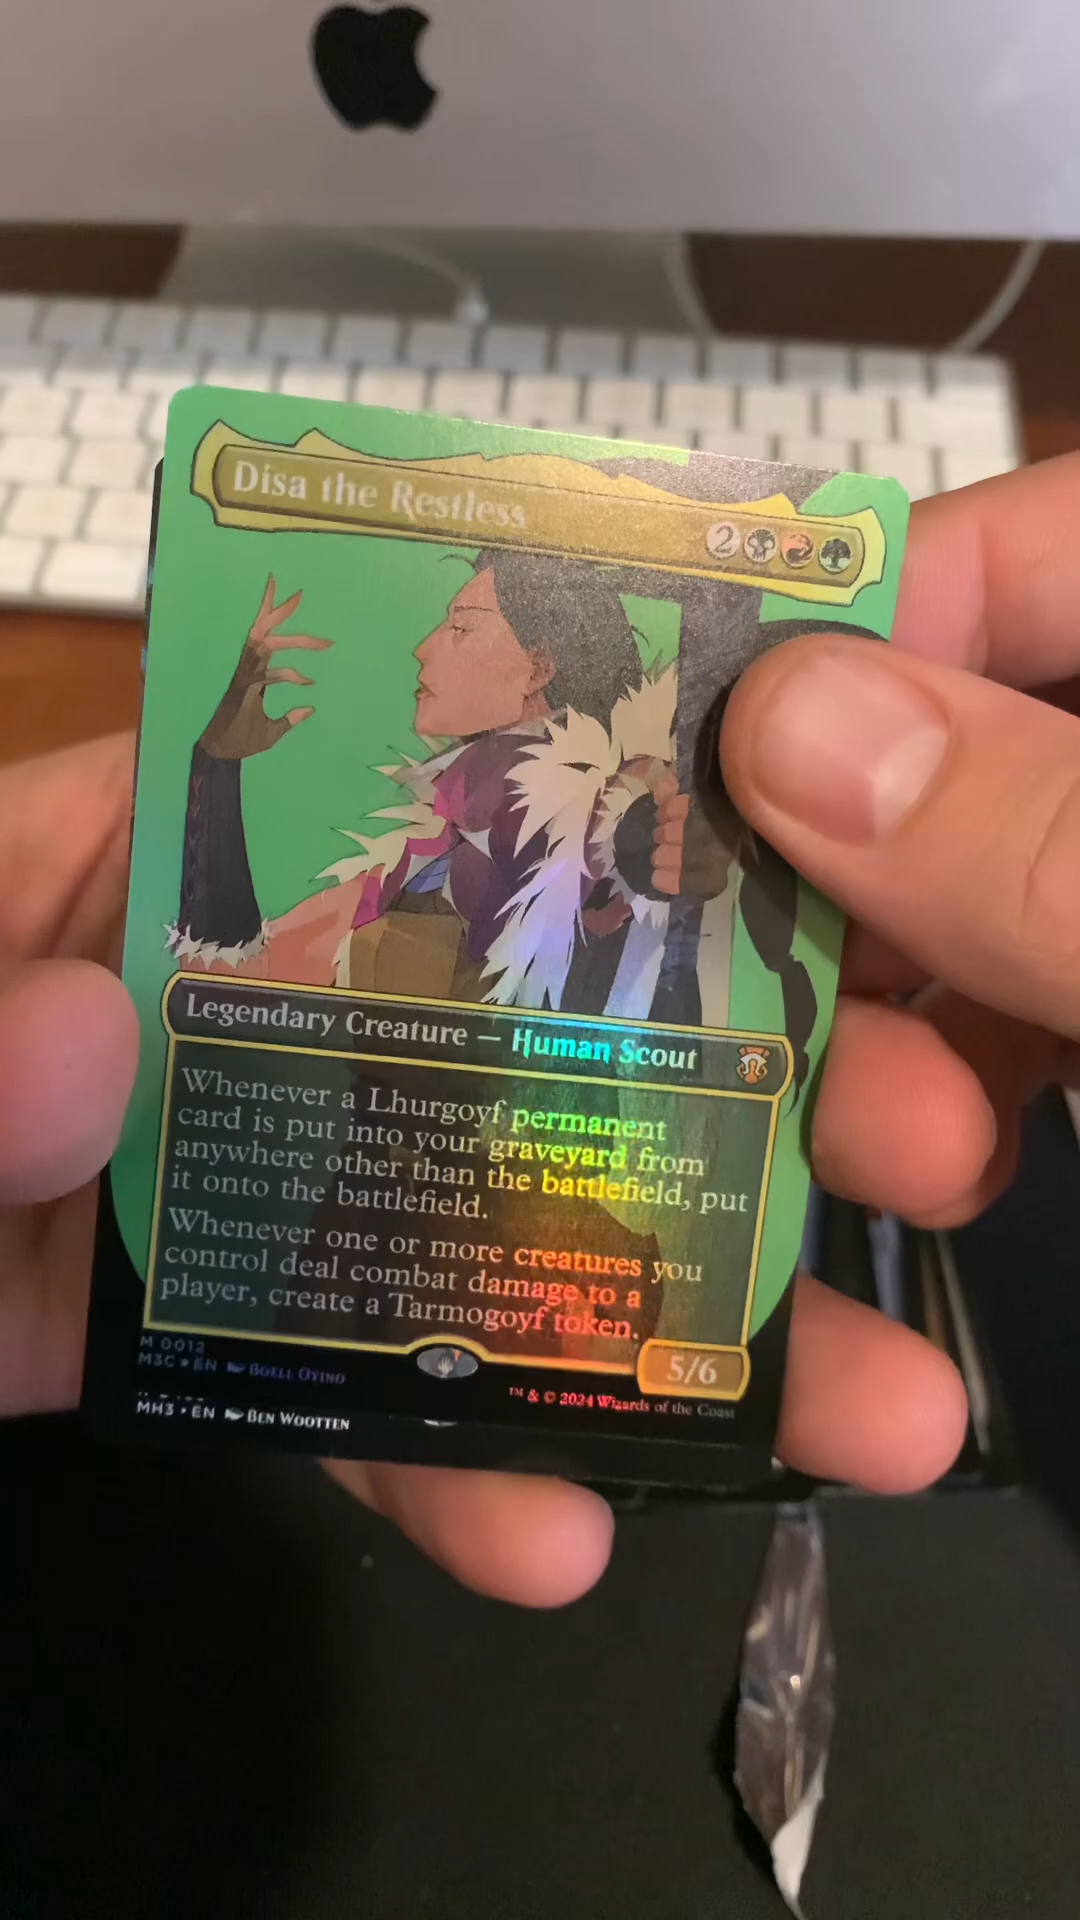 Disa the Restless
2
Legendary Creature — Human Scout
Whenever a Lhurgoyf permanent
card is put into your graveyard from
anywhere other than the battlefield, put
it onto the battlefield.
Whenever one or more creatures you
control deal combat damage to a
player, create a Tarmogoyf token.
5/6
M 0012
M3C ★ EN BOELL OYINO
™ & © 2024 Wizards of the Coast
MH3 • EN BEN WOOTTEN